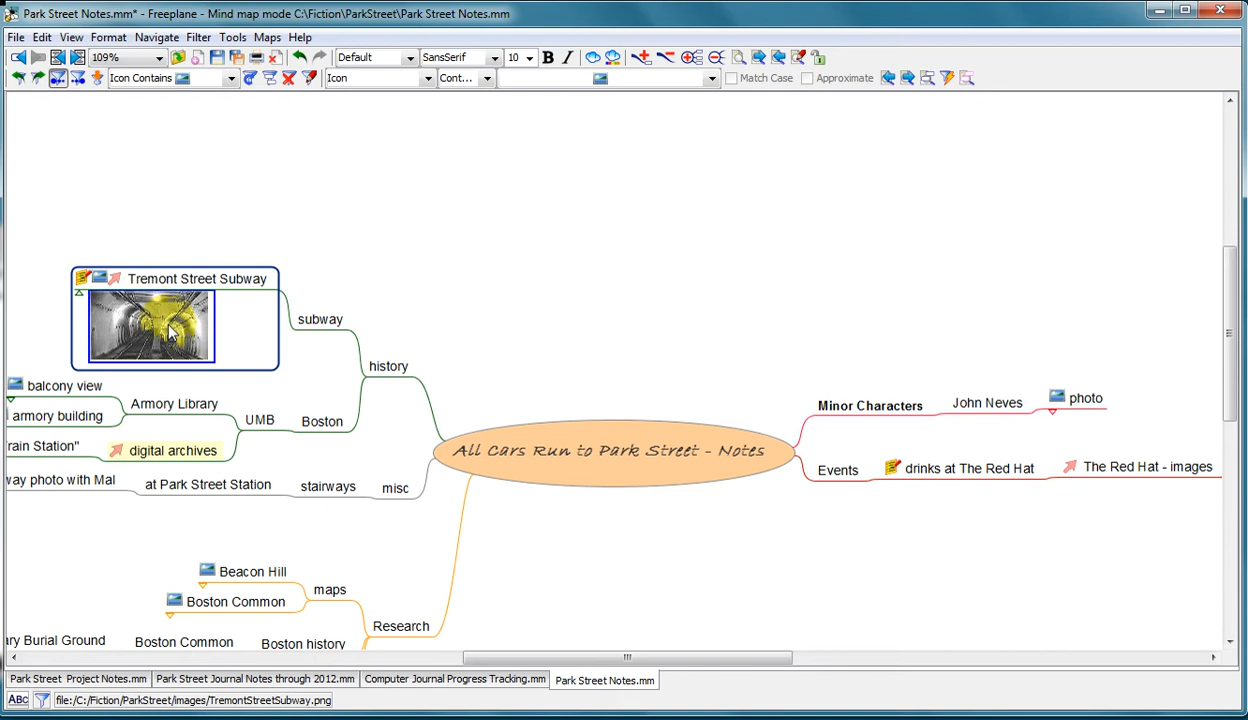 Park Street Notes.mm* - Freeplane - Mind map mode C:\Fiction\ParkStreet\Park Street Notes.mm
File Edit View Format Navigate Filter Tools Maps Help
109% Default SansSerif 10 B I
Icon Contains Icon Cont... Match Case Approximate
Tremont Street Subway
subway
history
balcony view
Armory Library
armory building
UMB
Boston
rain Station"
digital archives
way photo with Mal
at Park Street Station
stairways
misc
All Cars Run to Park Street - Notes
Minor Characters
John Neves
photo
Events
drinks at The Red Hat
The Red Hat - images
Beacon Hill
maps
Boston Common
Research
ary Burial Ground
Boston Common
Boston history
Park Street Project Notes.mm Park Street Journal Notes through 2012.mm Computer Journal Progress Tracking.mm Park Street Notes.mm
ABC file:/C:/Fiction/ParkStreet/images/TremontStreetSubway.png